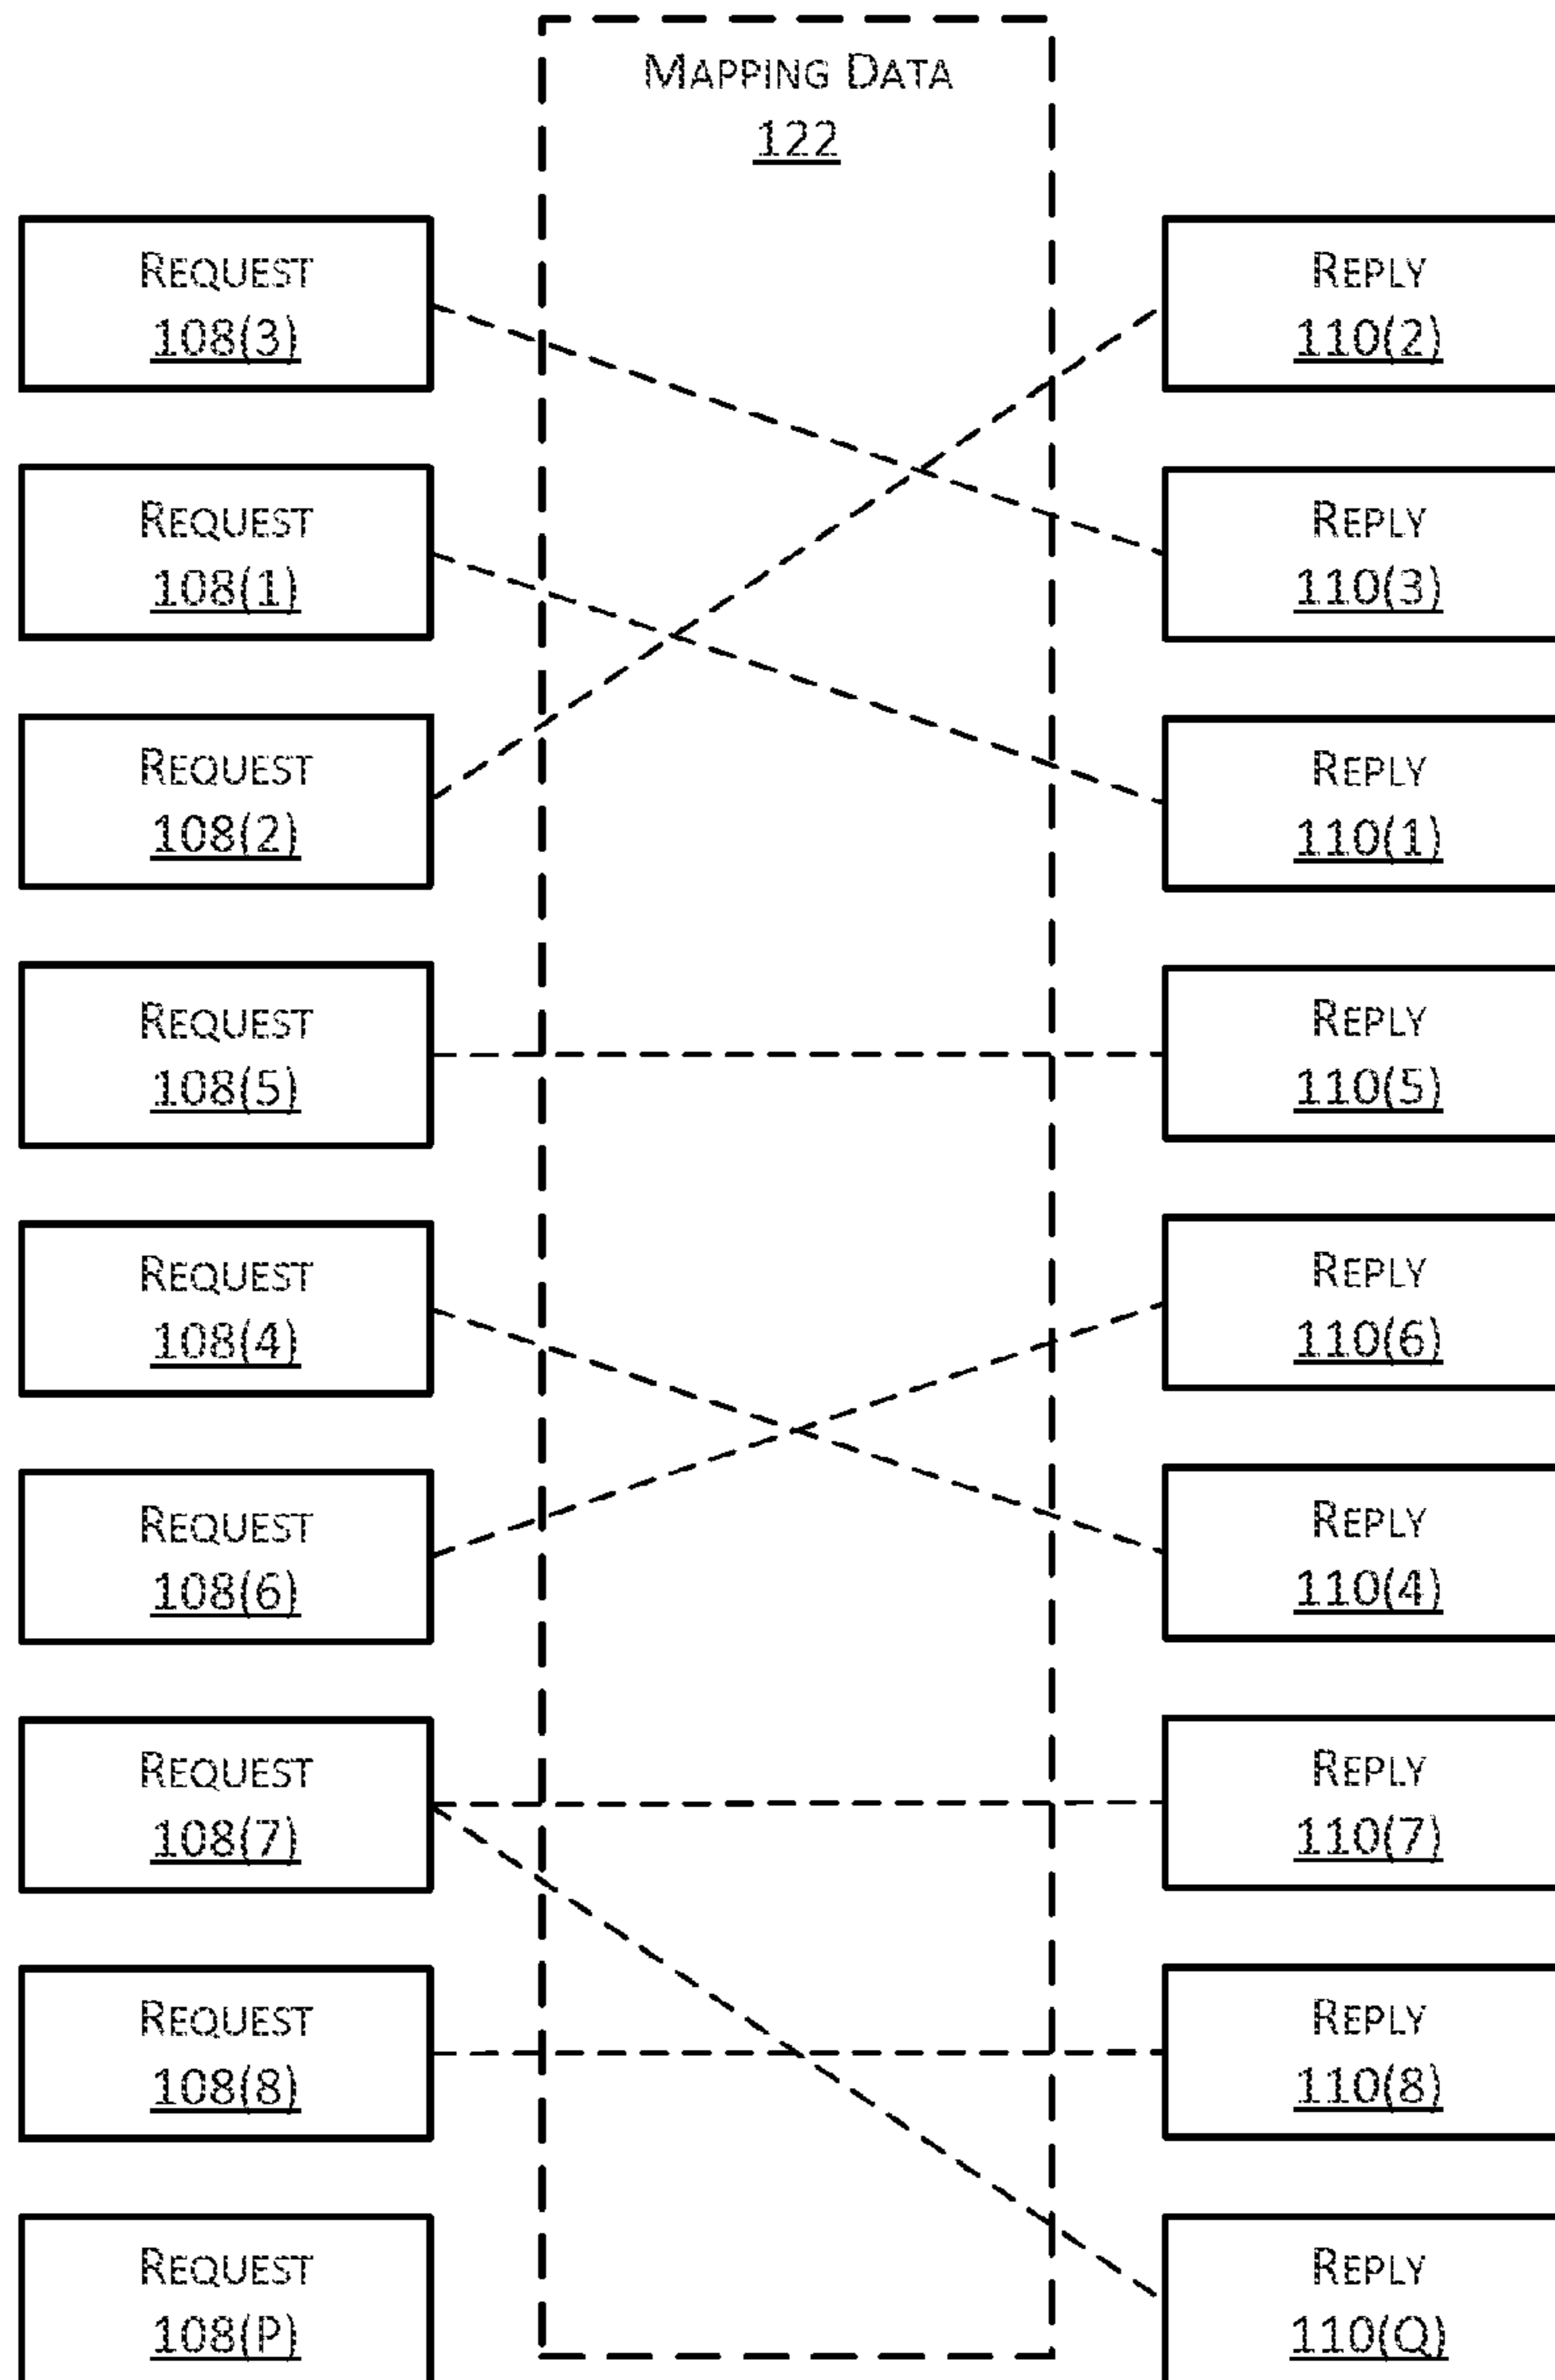 MAPPING DATA
122
REQUEST
108(3)
REPLY
110(2)
REQUEST
108(1)
REPLY
110(3)
REQUEST
108(2)
REPLY
110(1)
REQUEST
108(5)
REPLY
110(5)
REQUEST
108(4)
REPLY
110(6)
REQUEST
108(6)
REPLY
110(4)
REQUEST
108(7)
REPLY
110(7)
REQUEST
108(8)
REPLY
110(8)
REQUEST
108(P)
REPLY
110(Q)